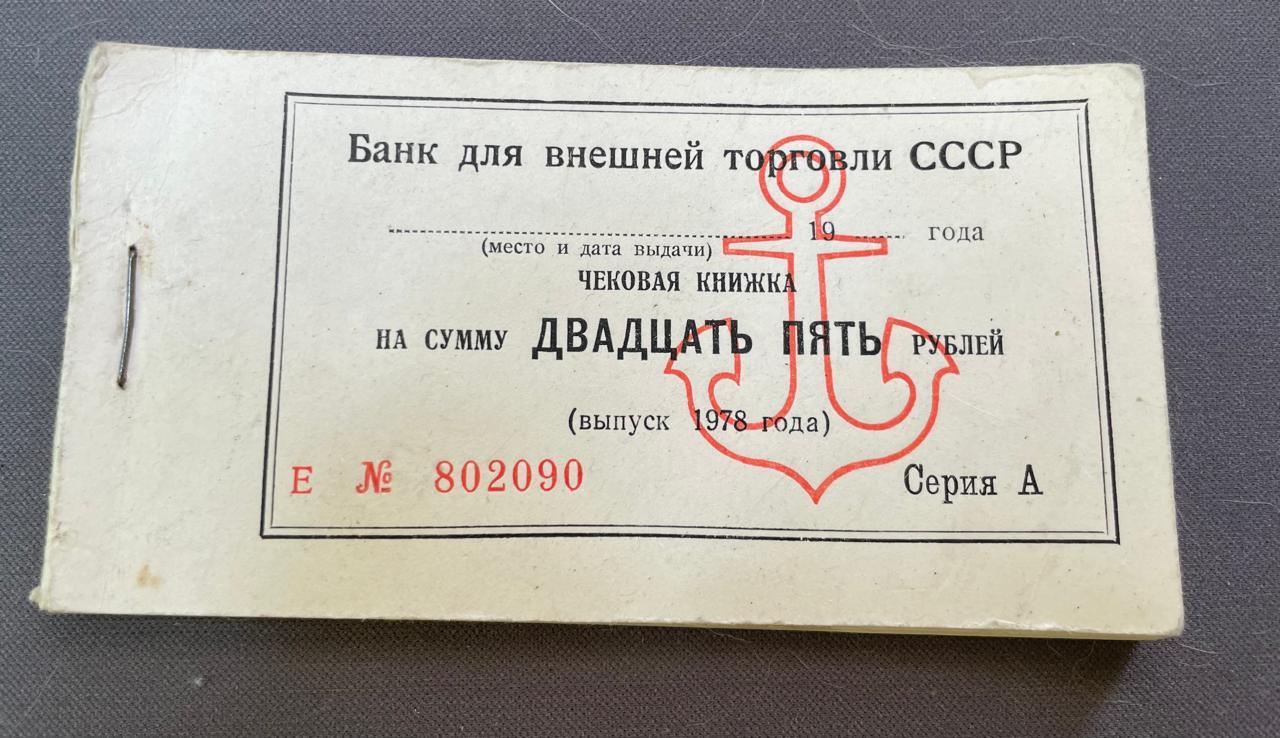 Банк для внешней торговли СССР
19 года
(место и дата выдачи)
ЧЕКОВАЯ КНИЖКА
НА СУММУ ДВАДЦАТЬ ПЯТЬ РУБЛЕЙ
(выпуск 1978 года)
Е № 802090 Серия А